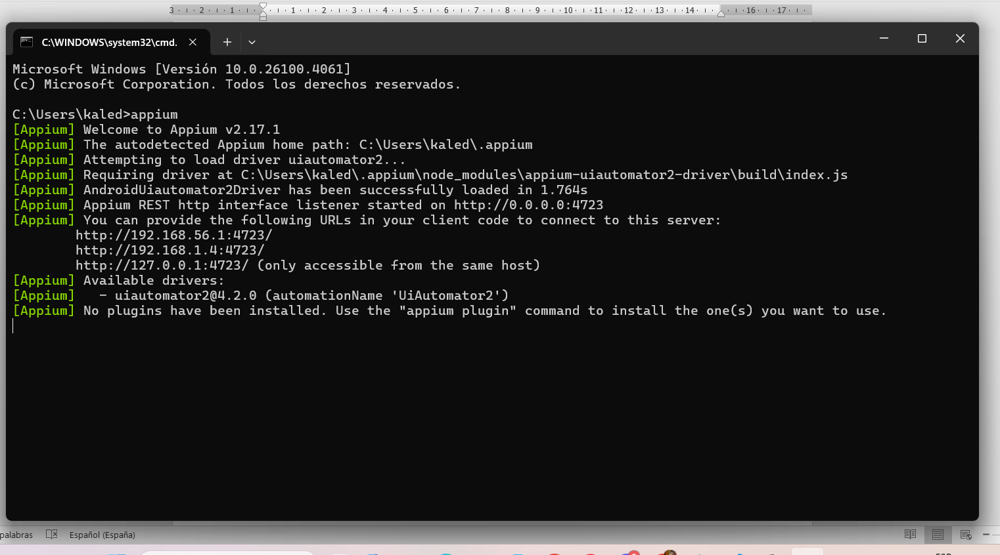 3 2 1 1 2 3 4 5 6 7 8 9 10 11 12 13 14 16 17
C:\WINDOWS\system32\cmd.
Microsoft Windows [Versión 10.0.26100.4061]
(c) Microsoft Corporation. Todos los derechos reservados.
C:\Users\kaled>appium
[Appium] Welcome to Appium v2.17.1
[Appium] The autodetected Appium home path: C:\Users\kaled\.appium
[Appium] Attempting to load driver uiautomator2...
[Appium] Requiring driver at C:\Users\kaled\.appium\node_modules\appium-uiautomator2-driver\build\index.js
[Appium] AndroidUiautomator2Driver has been successfully loaded in 1.764s
[Appium] Appium REST http interface listener started on http://0.0.0.0:4723
[Appium] You can provide the following URLs in your client code to connect to this server:
http://192.168.56.1:4723/
http://192.168.1.4:4723/
http://127.0.0.1:4723/ (only accessible from the same host)
[Appium] Available drivers:
[Appium]   - uiautomator2@4.2.0 (automationName 'UiAutomator2')
[Appium] No plugins have been installed. Use the "appium plugin" command to install the one(s) you want to use.
palabras Español (España)